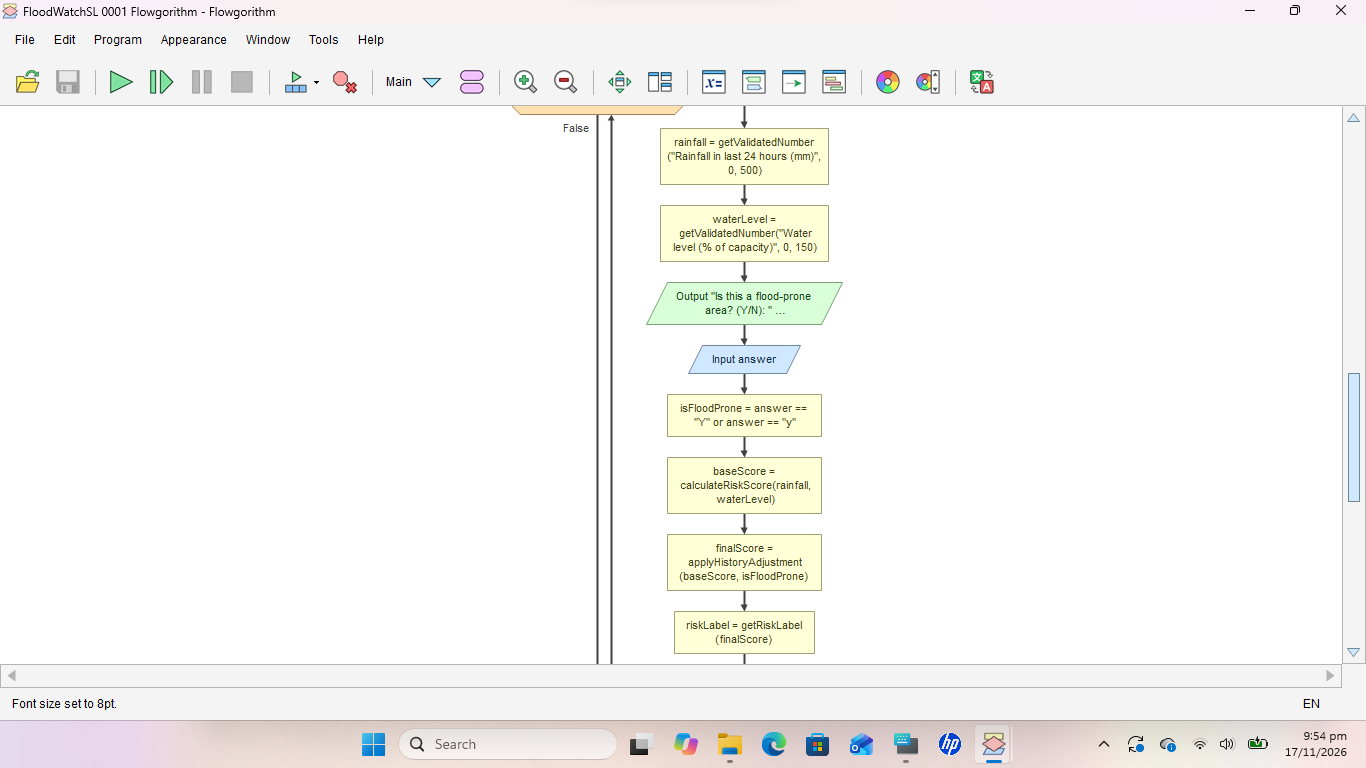 FloodWatchSL 0001 Flowgorithm - Flowgorithm
File Edit Program Appearance Window Tools Help
Main
False
rainfall = getValidatedNumber
("Rainfall in last 24 hours (mm)",
0, 500)
waterLevel =
getValidatedNumber("Water
level (% of capacity)", 0, 150)
Output "Is this a flood-prone
area? (Y/N): " ...
Input answer
isFloodProne = answer ==
"Y" or answer == "y"
baseScore =
calculateRiskScore(rainfall,
waterLevel)
finalScore =
applyHistoryAdjustment
(baseScore, isFloodProne)
riskLabel = getRiskLabel
(finalScore)
Font size set to 8pt.
EN
Search
9:54 pm
17/11/2026